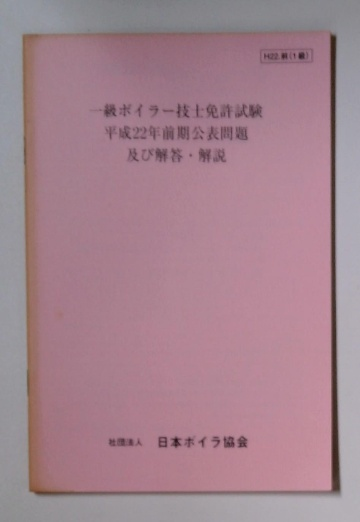 H22.前(1級)
一級ボイラー技士免許試験
平成22年前期公表問題
及び解答・解説
社団法人 日本ボイラ協会